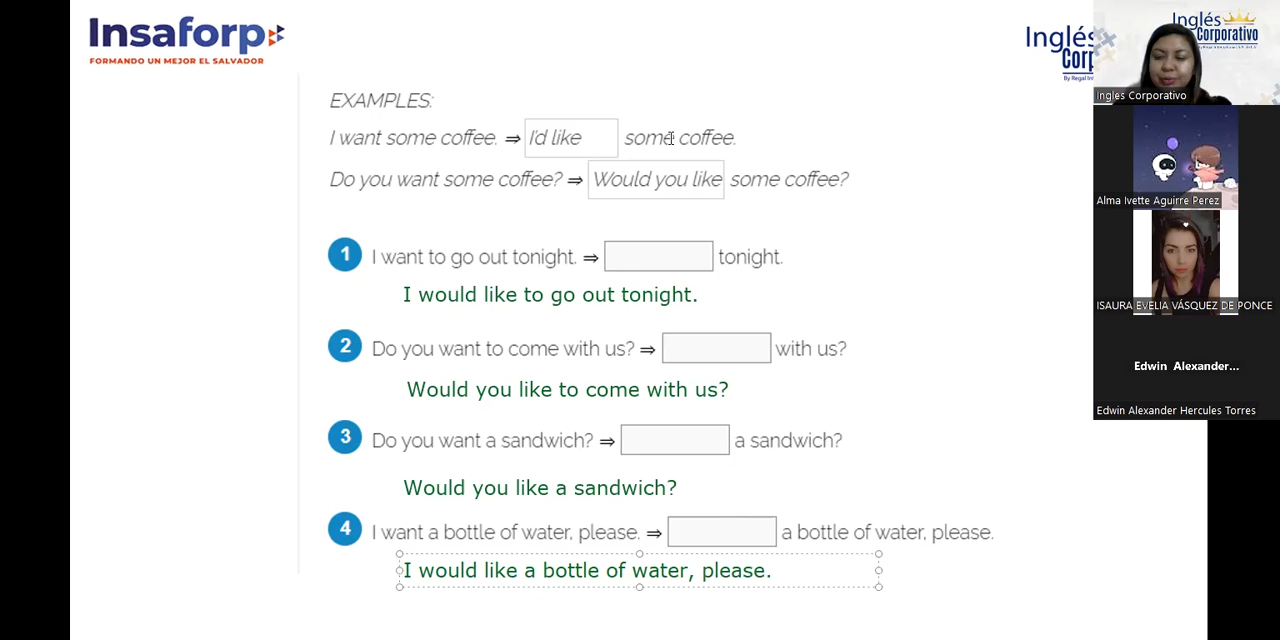 Insaforp
FORMANDO UN MEJOR EL SALVADOR
Inglés
Corp
Inglés
Corporativo
Ingles Corporativo
EXAMPLES:
I want some coffee. ⇒ I'd like some coffee.
Do you want some coffee? ⇒ Would you like some coffee?
1 I want to go out tonight. ⇒ tonight.
I would like to go out tonight.
2 Do you want to come with us? ⇒ with us?
Would you like to come with us?
3 Do you want a sandwich? ⇒ a sandwich?
Would you like a sandwich?
4 I want a bottle of water, please. ⇒ a bottle of water, please.
I would like a bottle of water, please.
Alma Ivette Aguirre Perez
ISAURA EVELIA VÁSQUEZ DE PONCE
Edwin Alexander...
Edwin Alexander Hercules Torres